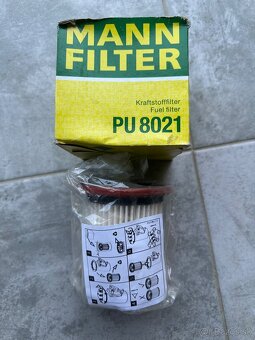 MANN
FILTER
Kraftstofffilter
Fuel filter
PU 8021